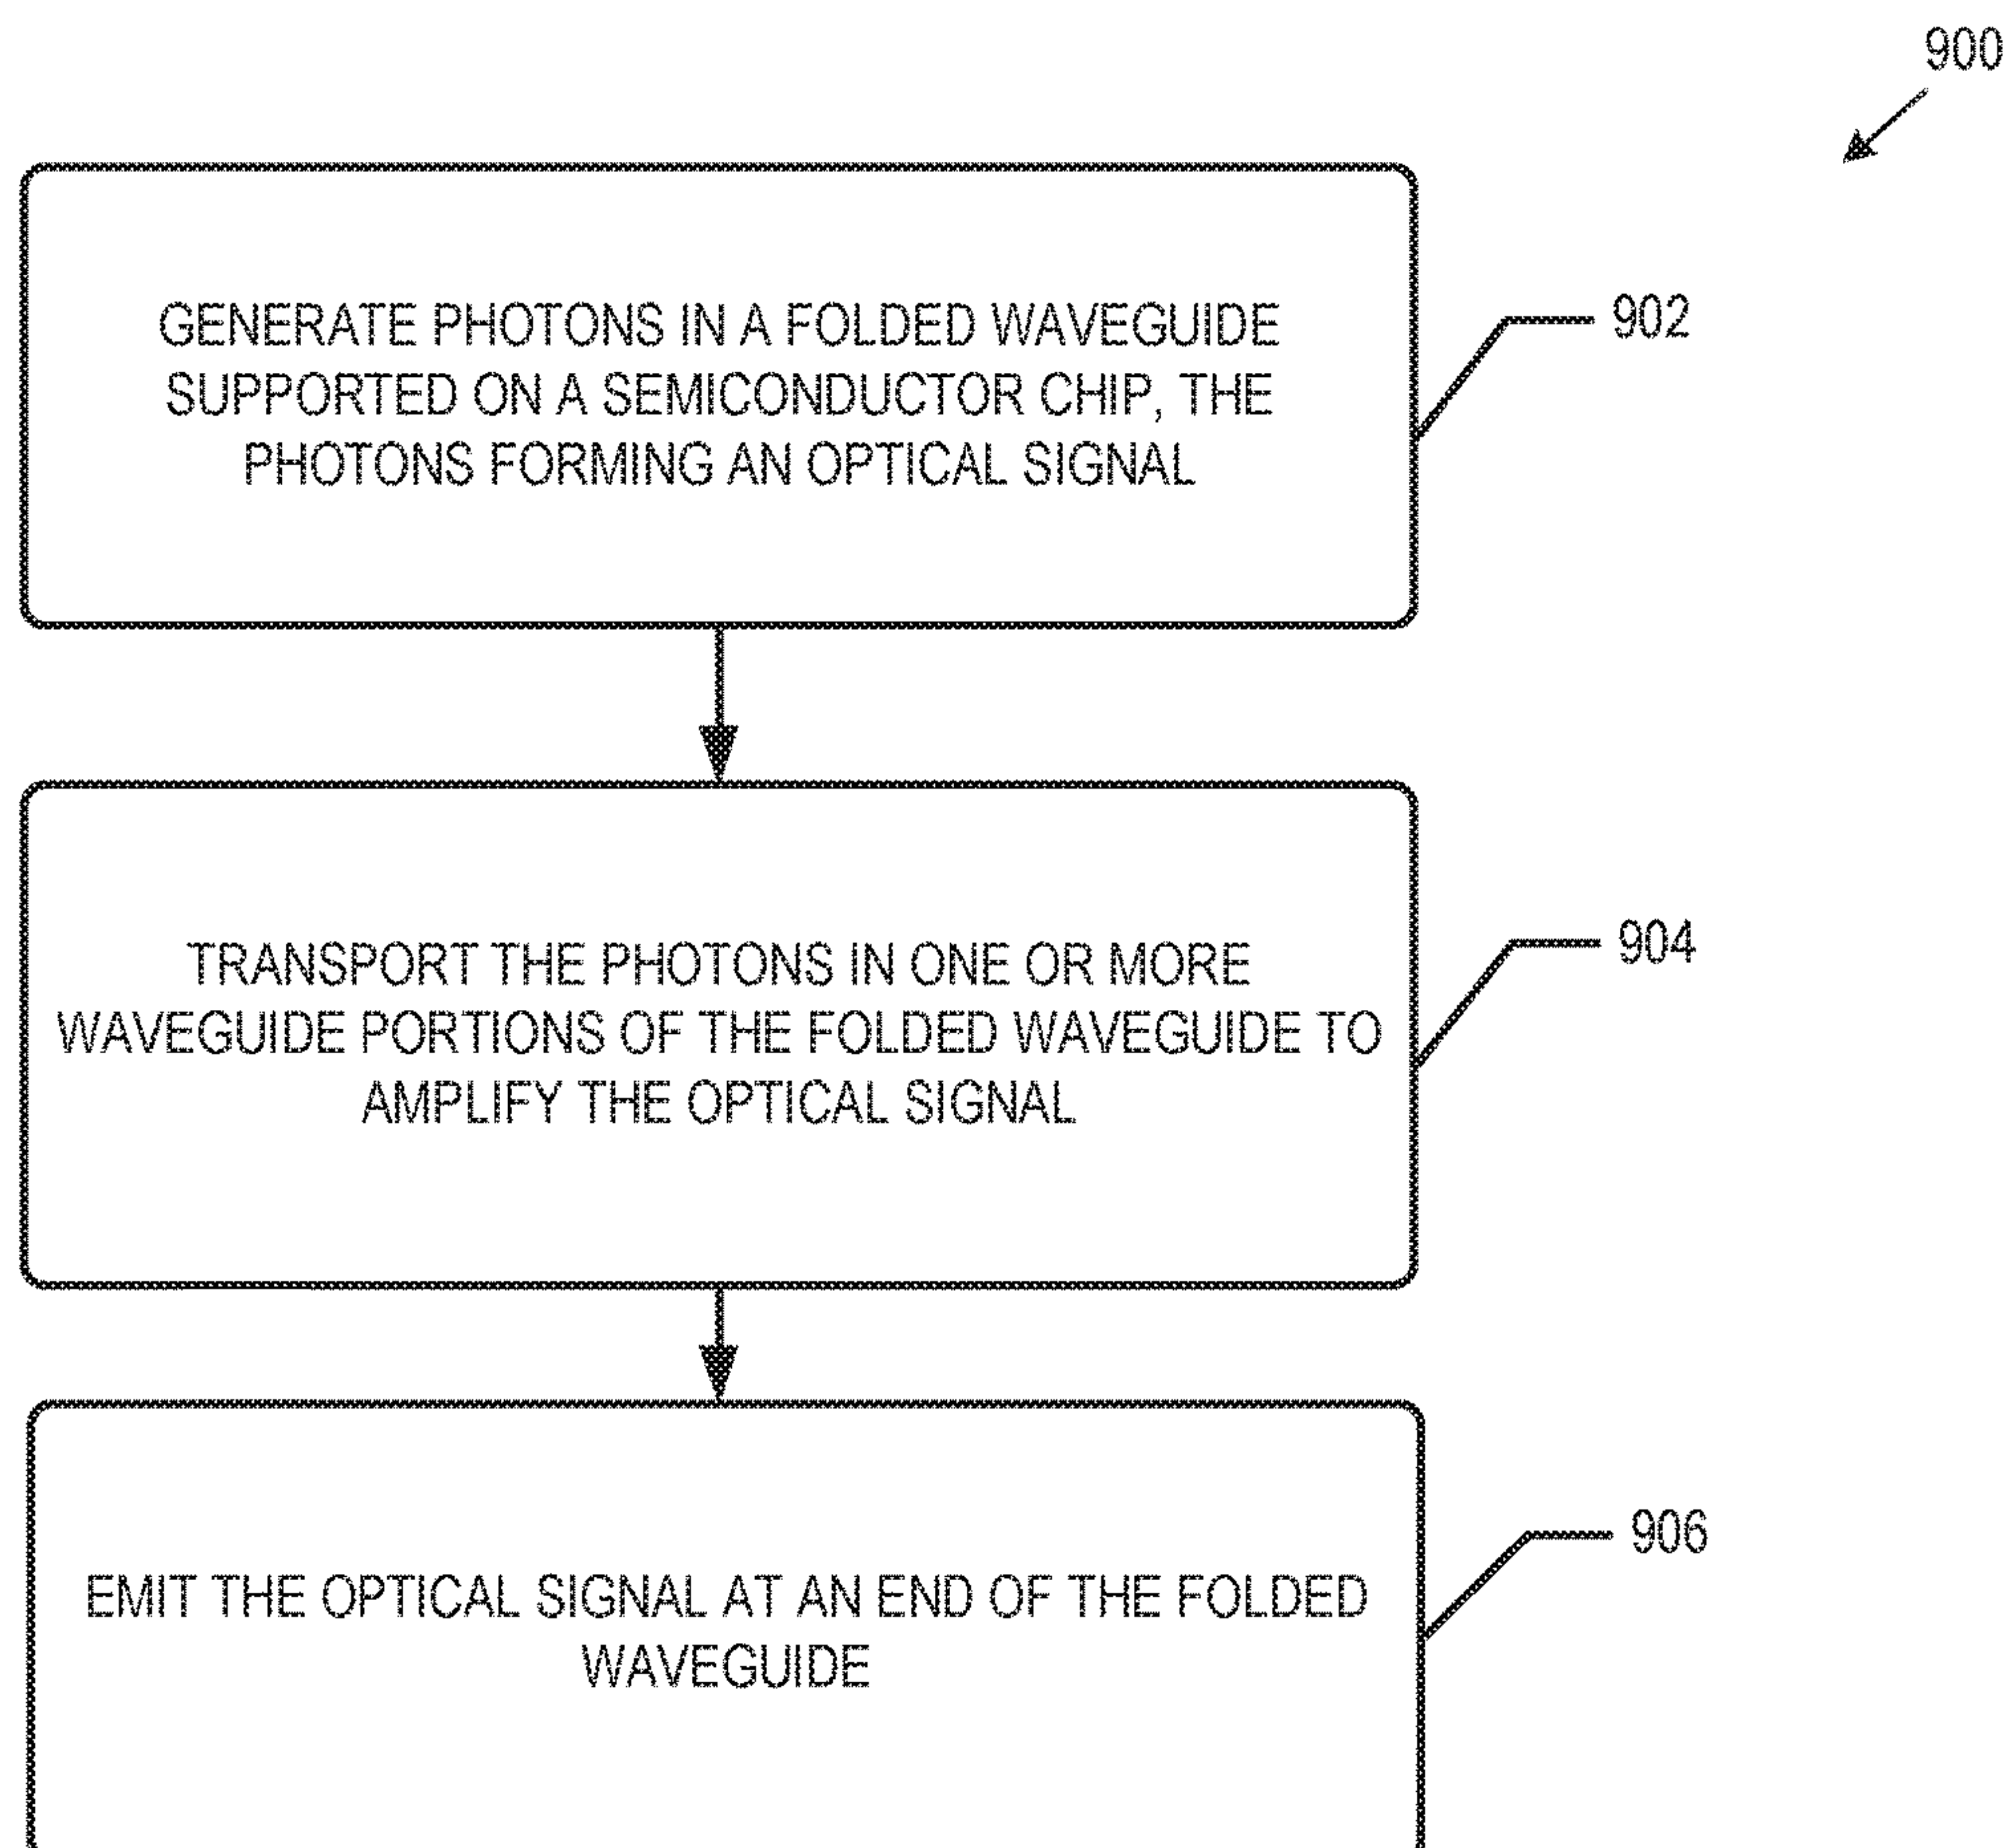 900
GENERATE PHOTONS IN A FOLDED WAVEGUIDE
SUPPORTED ON A SEMICONDUCTOR CHIP, THE
PHOTONS FORMING AN OPTICAL SIGNAL
902
TRANSPORT THE PHOTONS IN ONE OR MORE
WAVEGUIDE PORTIONS OF THE FOLDED WAVEGUIDE TO
AMPLIFY THE OPTICAL SIGNAL
904
EMIT THE OPTICAL SIGNAL AT AN END OF THE FOLDED
WAVEGUIDE
906